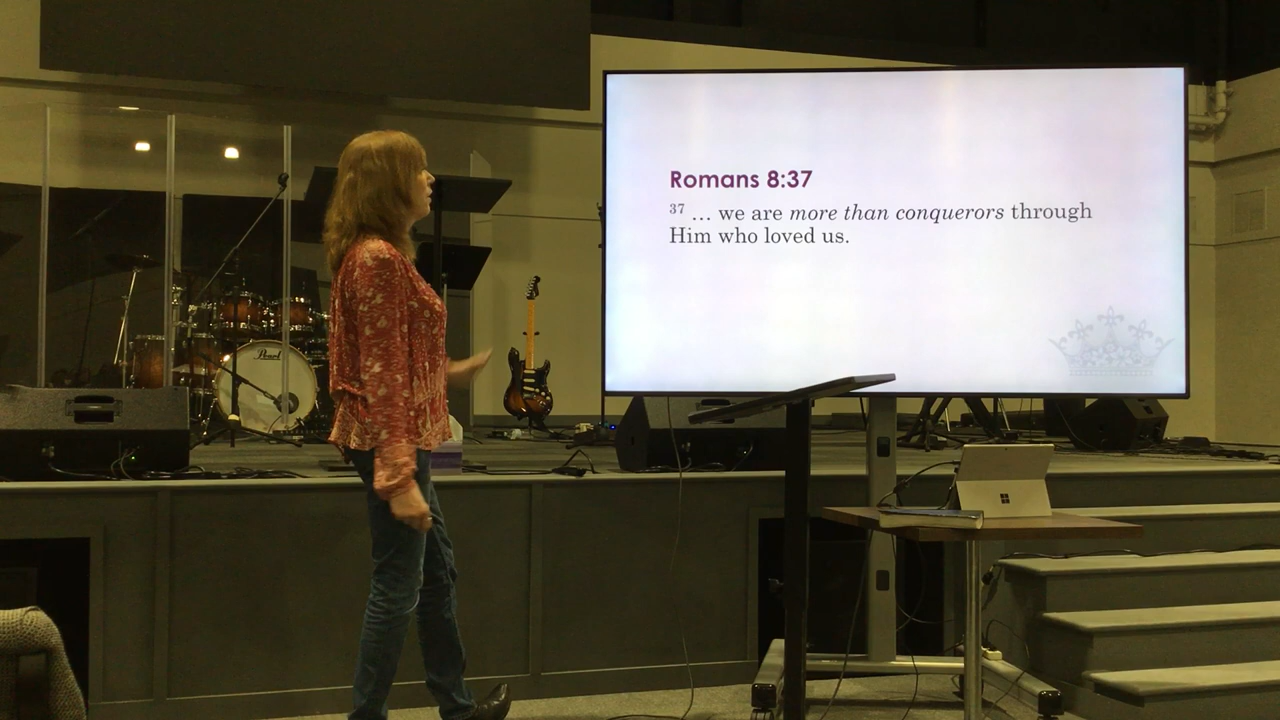 Romans 8:37
37 ... we are more than conquerors through
Him who loved us.
Pearl